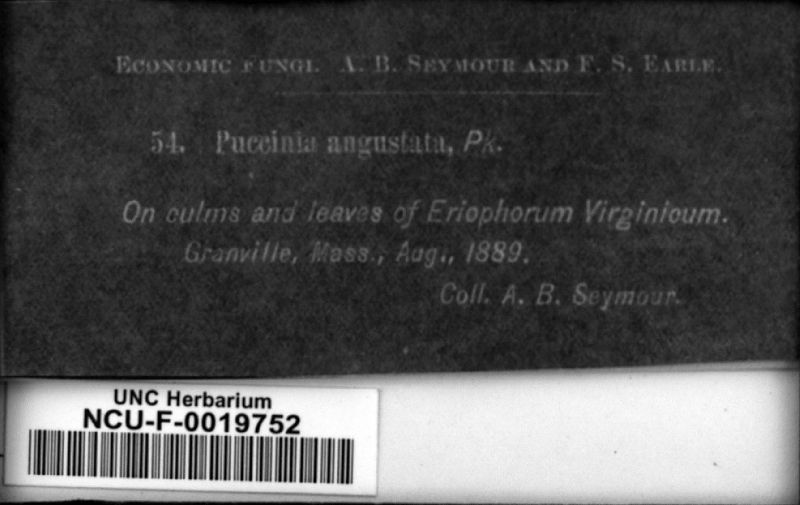 ECONOMIC FUNGI. A. B. SEYMOUR AND F. S. EARLE.
54. Puccinia angustata, Pk.
On culms and leaves of Eriophorum Virginicum.
Granville, Mass., Aug., 1889.
Coll. A. B. Seymour.
UNC Herbarium
NCU-F-0019752